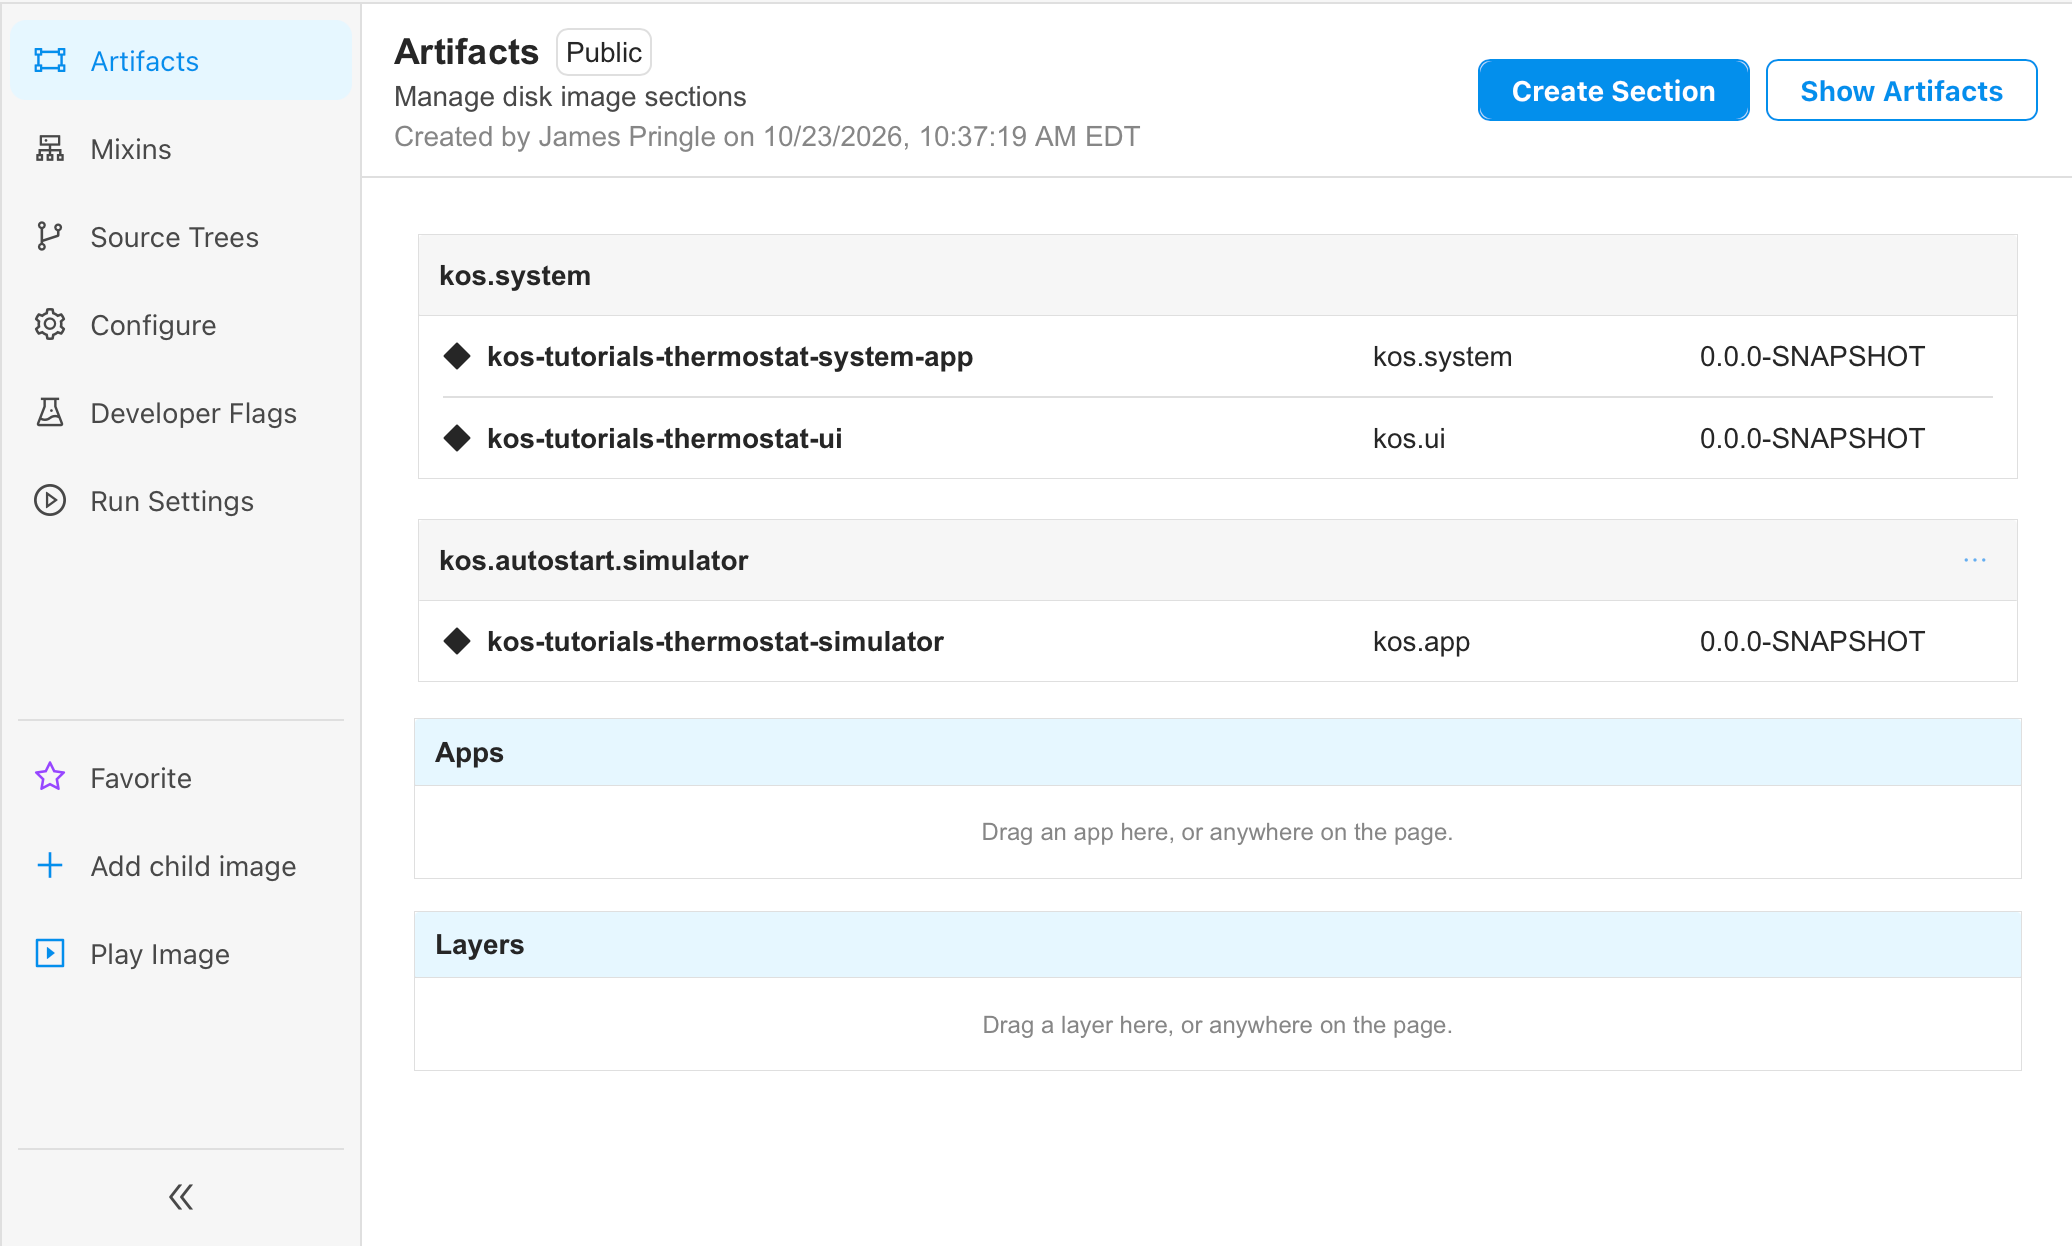 Artifacts
Mixins
Source Trees
Configure
Developer Flags
Run Settings
Favorite
Add child image
Play Image
Artifacts Public
Manage disk image sections
Created by James Pringle on 10/23/2026, 10:37:19 AM EDT
Create Section Show Artifacts
kos.system
kos-tutorials-thermostat-system-app kos.system 0.0.0-SNAPSHOT
kos-tutorials-thermostat-ui kos.ui 0.0.0-SNAPSHOT
kos.autostart.simulator ...
kos-tutorials-thermostat-simulator kos.app 0.0.0-SNAPSHOT
Apps
Drag an app here, or anywhere on the page.
Layers
Drag a layer here, or anywhere on the page.